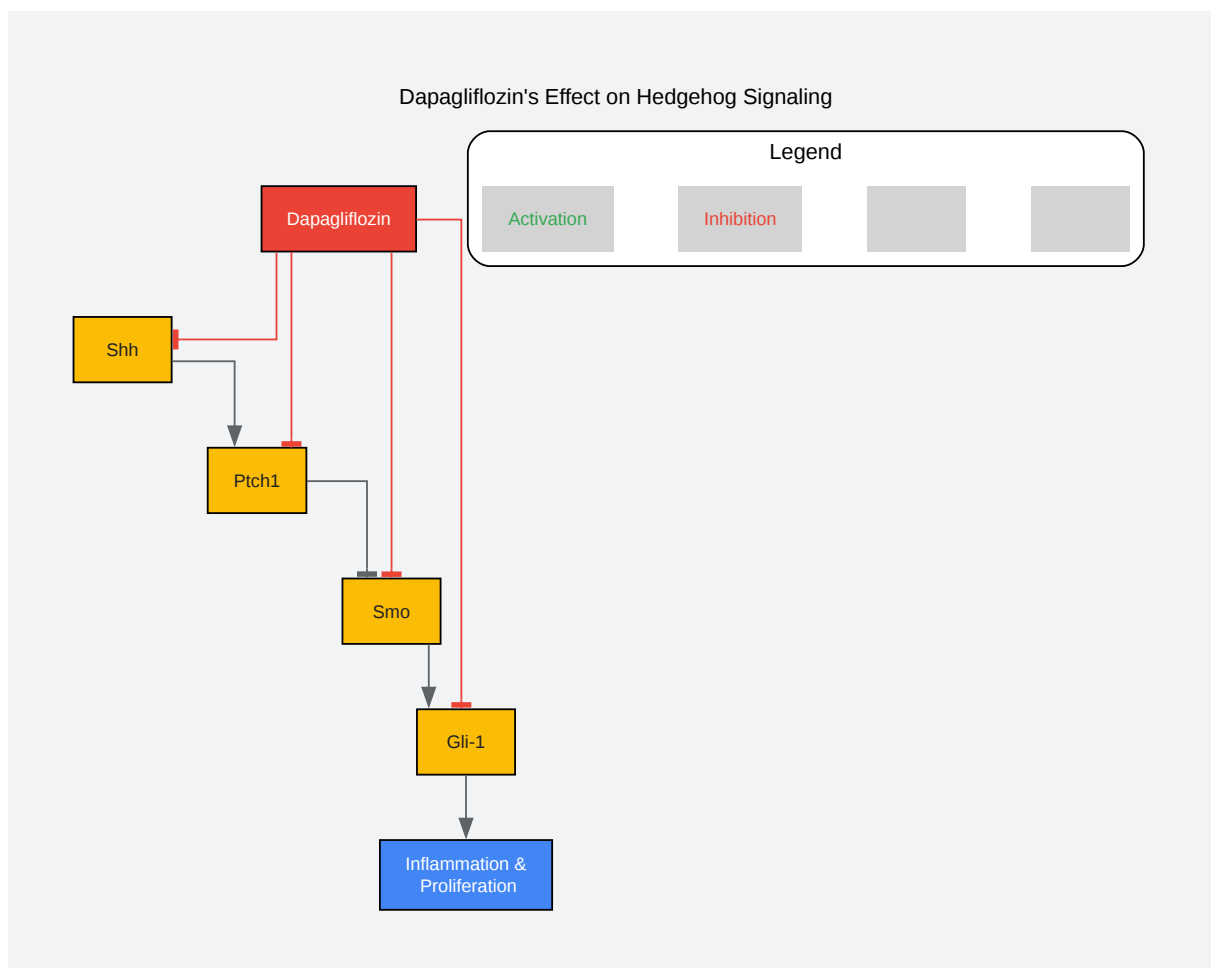 Dapagliflozin's Effect on Hedgehog Signaling
Legend
Dapagliflozin
Activation
Inhibition
Shh
Ptch1
Smo
Gli-1
Inflammation &
Proliferation